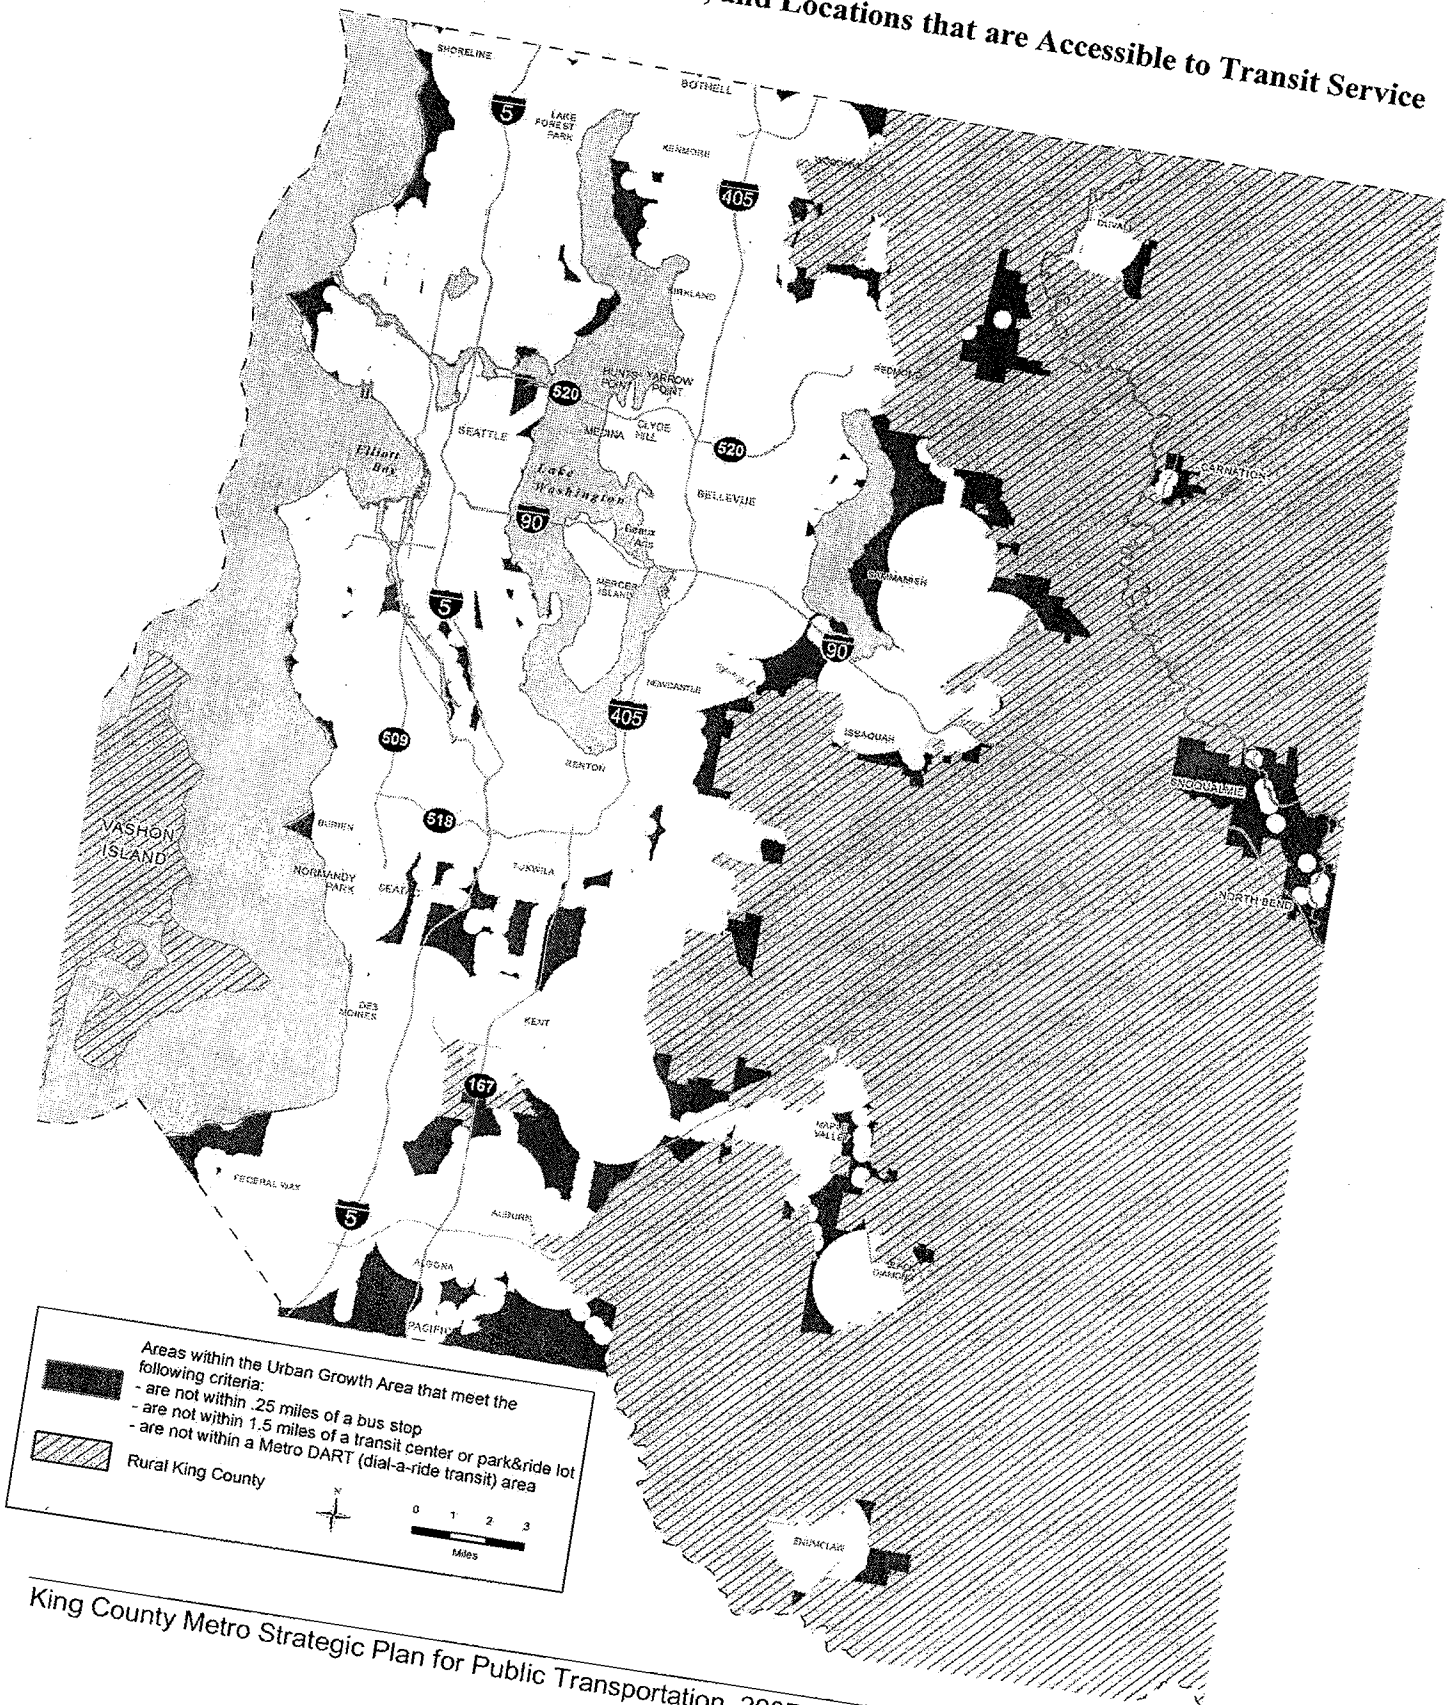 and Locations that are Accessible to Transit Service
SHORELINE
BOTHELL
5
LAKE
FOREST
PARK
KENMORE
405
DUVALL
KIRKLAND
REDMOND
HUNTS
POINT
YARROW
POINT
520
SEATTLE
MEDINA
CLYDE
HILL
520
Elliott
Bay
Lake
Washington
CARNATION
BELLEVUE
90
Beaux
Arts
MERCER
ISLAND
SAMMAMISH
5
90
NEWCASTLE
405
509
ISSAQUAH
RENTON
SNOQUALMIE
518
BURIEN
VASHON
ISLAND
NORMANDY
PARK
TUKWILA
NORTH BEND
DES
MOINES
KENT
167
MAPLE
VALLEY
FEDERAL WAY
5
AUBURN
ALGONA
BLACK
DIAMOND
PACIFIC
Areas within the Urban Growth Area that meet the
following criteria:
- are not within .25 miles of a bus stop
- are not within 1.5 miles of a transit center or park&ride lot
- are not within a Metro DART (dial-a-ride transit) area
Rural King County
N
0 1 2 3
Miles
ENUMCLAW
King County Metro Strategic Plan for Public Transportation